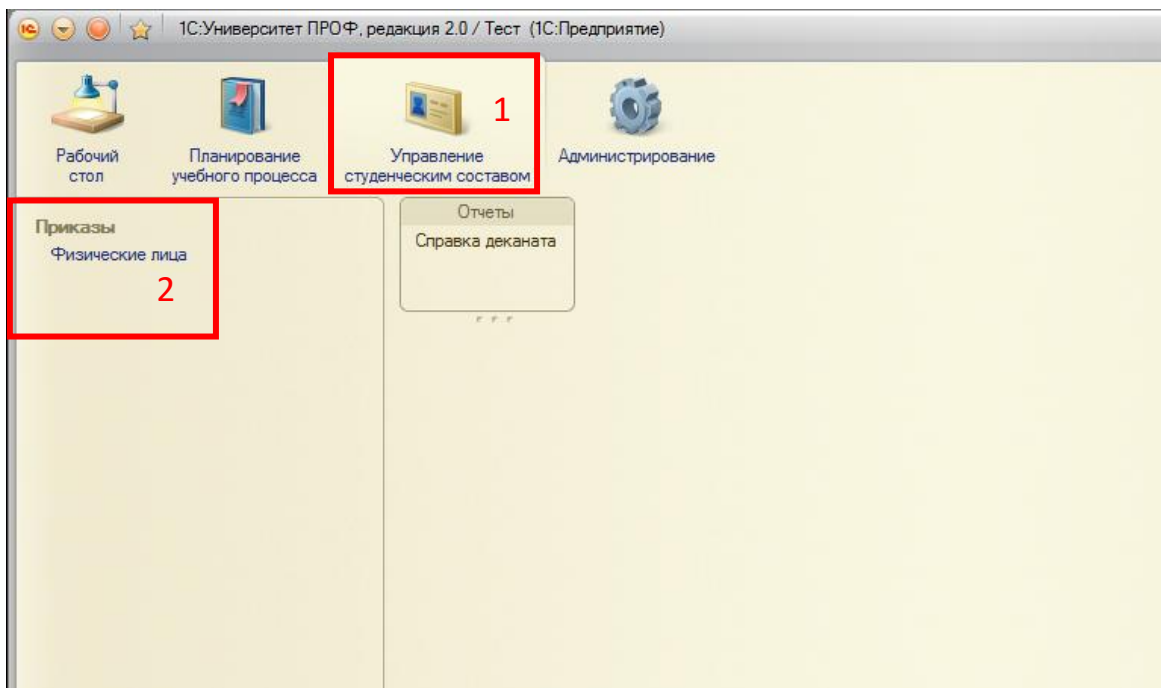 1С:Университет ПРОФ, редакция 2.0 / Тест (1С:Предприятие)
1
Рабочий
стол
Планирование
учебного процесса
Управление
студенческим составом
Администрирование
Приказы
Физические лица
2
Отчеты
Справка деканата